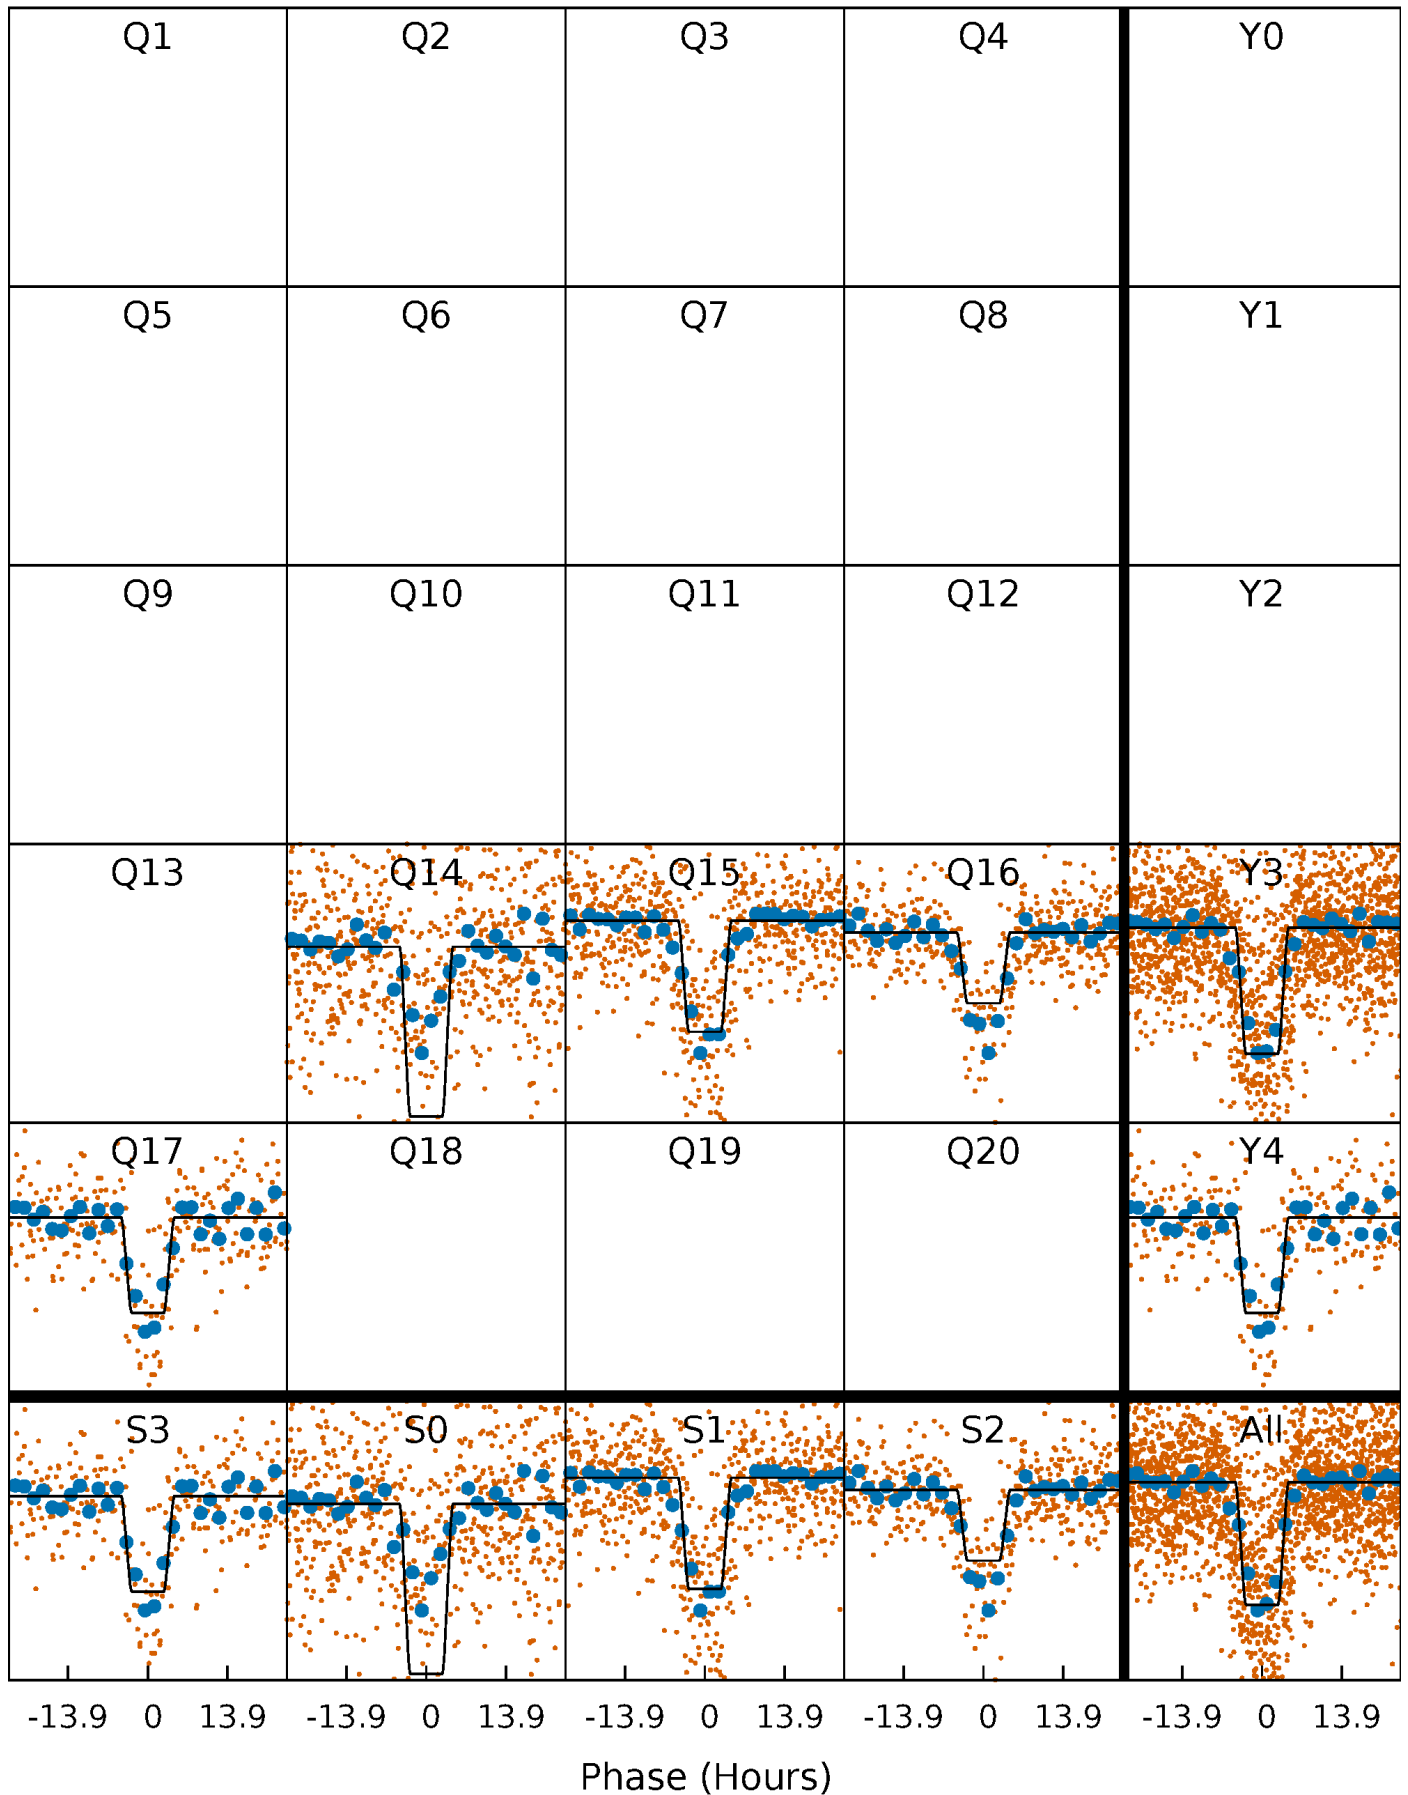 Q1 Q2 Q3 Q4 Y0
Q5 Q6 Q7 Q8 Y1
Q9 Q10 Q11 Q12 Y2
Q13 Q14 Q15 Q16 Y3
Q17 Q18 Q19 Q20 Y4
S3 S0 S1 S2 All
-13.9 0 13.9 -13.9 0 13.9 -13.9 0 13.9 -13.9 0 13.9 -13.9 0 13.9
Phase (Hours)